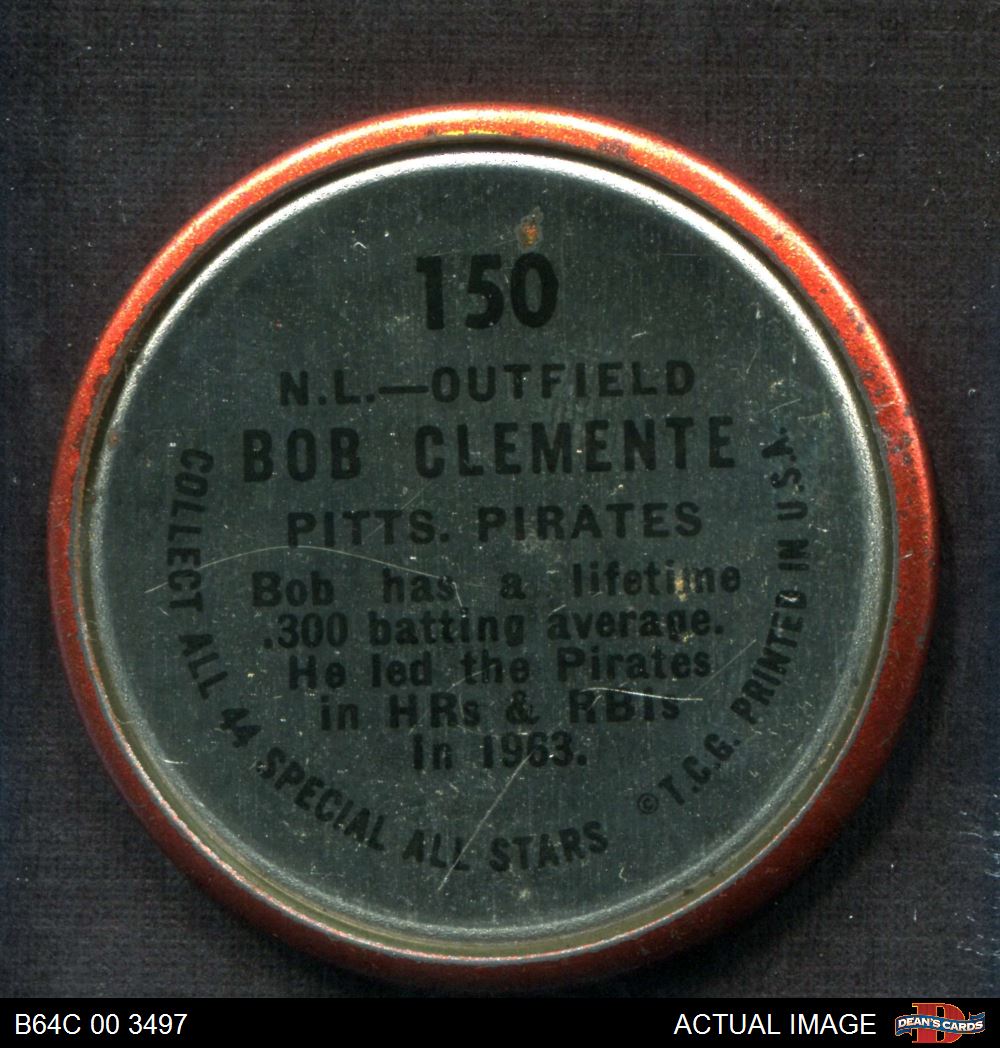 150
N.L.—OUTFIELD
BOB CLEMENTE
PITTS. PIRATES
Bob has a lifetime
.300 batting average.
He led the Pirates
in HRs & RBIs
in 1963.
COLLECT ALL 44 SPECIAL ALL STARS
© T.C.G. PRINTED IN U.S.A.
B64C 00 3497
ACTUAL IMAGE
D
DEAN'S CARDS